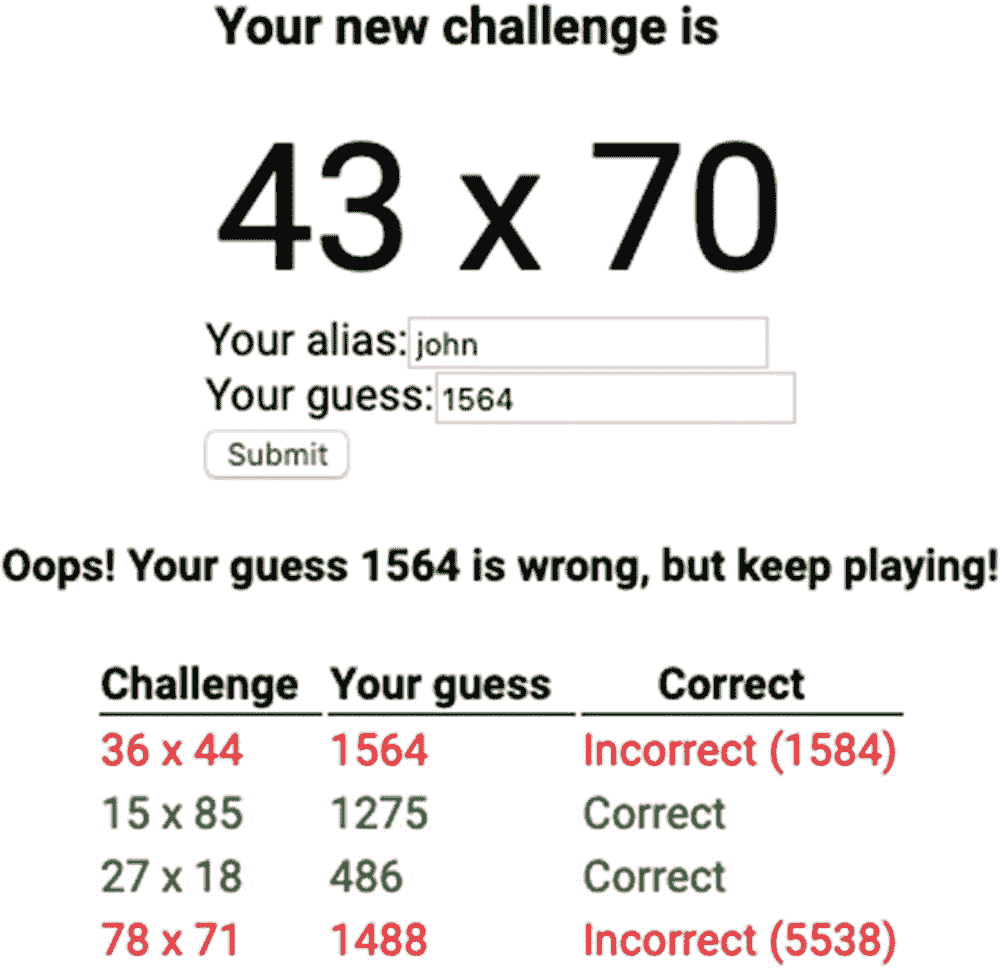 Your new challenge is
43 x 70
Your alias: john
Your guess: 1564
Submit
Oops! Your guess 1564 is wrong, but keep playing!
Challenge Your guess Correct
36 x 44 1564 Incorrect (1584)
15 x 85 1275 Correct
27 x 18 486 Correct
78 x 71 1488 Incorrect (5538)